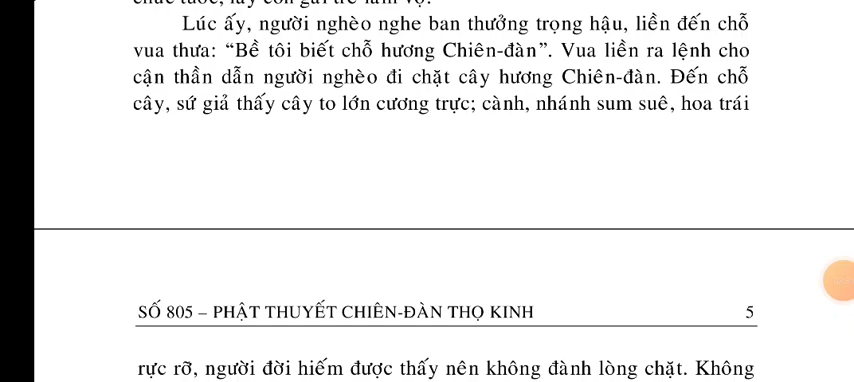 Lúc ấy, người nghèo nghe ban thưởng trọng hậu, liền đến chỗ
vua thưa: “Bề tôi biết chỗ hương Chiên-đàn”. Vua liền ra lệnh cho
cận thần dẫn người nghèo đi chặt cây hương Chiên-đàn. Đến chỗ
cây, sứ giả thấy cây to lớn cương trực; cành, nhánh sum suê, hoa trái
SỐ 805 – PHẬT THUYẾT CHIÊN-ĐÀN THỌ KINH 5
rực rỡ, người đời hiếm được thấy nên không đành lòng chặt. Không